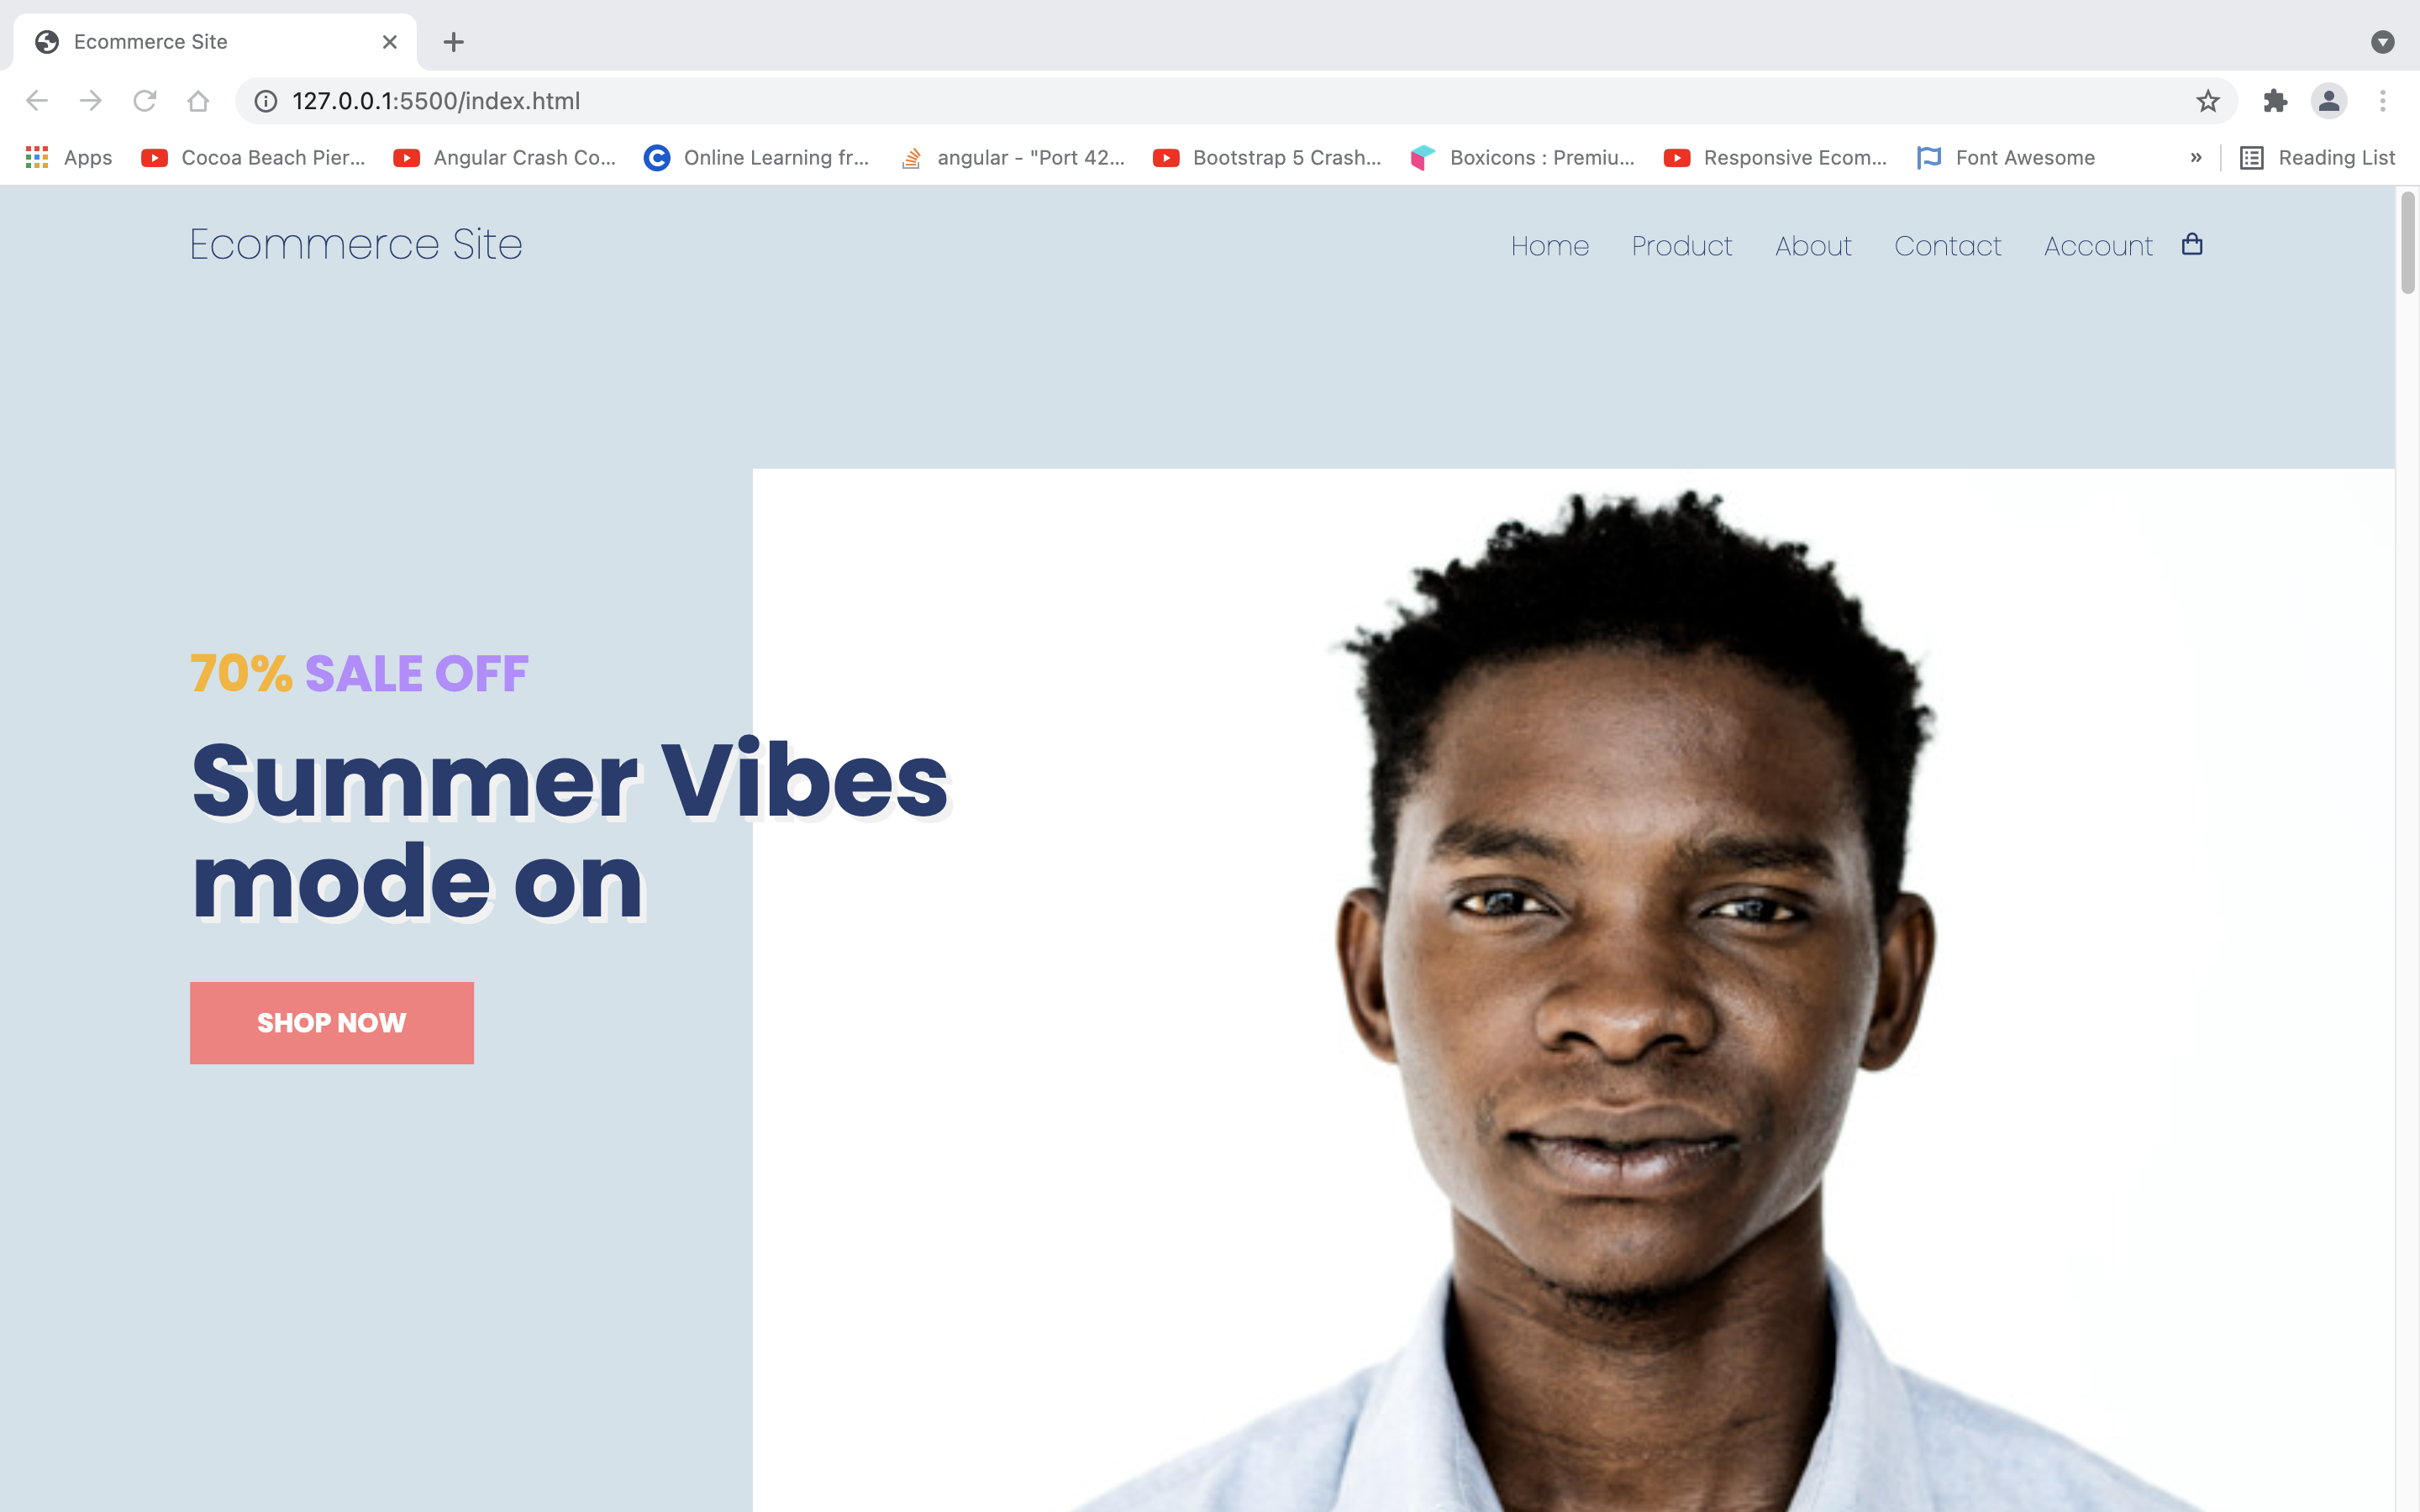 Ecommerce Site
127.0.0.1:5500/index.html
Apps
Cocoa Beach Pier...
Angular Crash Co...
Online Learning fr...
angular - "Port 42...
Bootstrap 5 Crash...
Boxicons : Premiu...
Responsive Ecom...
Font Awesome
»
Reading List
Ecommerce Site
Home
Product
About
Contact
Account
70% SALE OFF
Summer Vibes
mode on
SHOP NOW